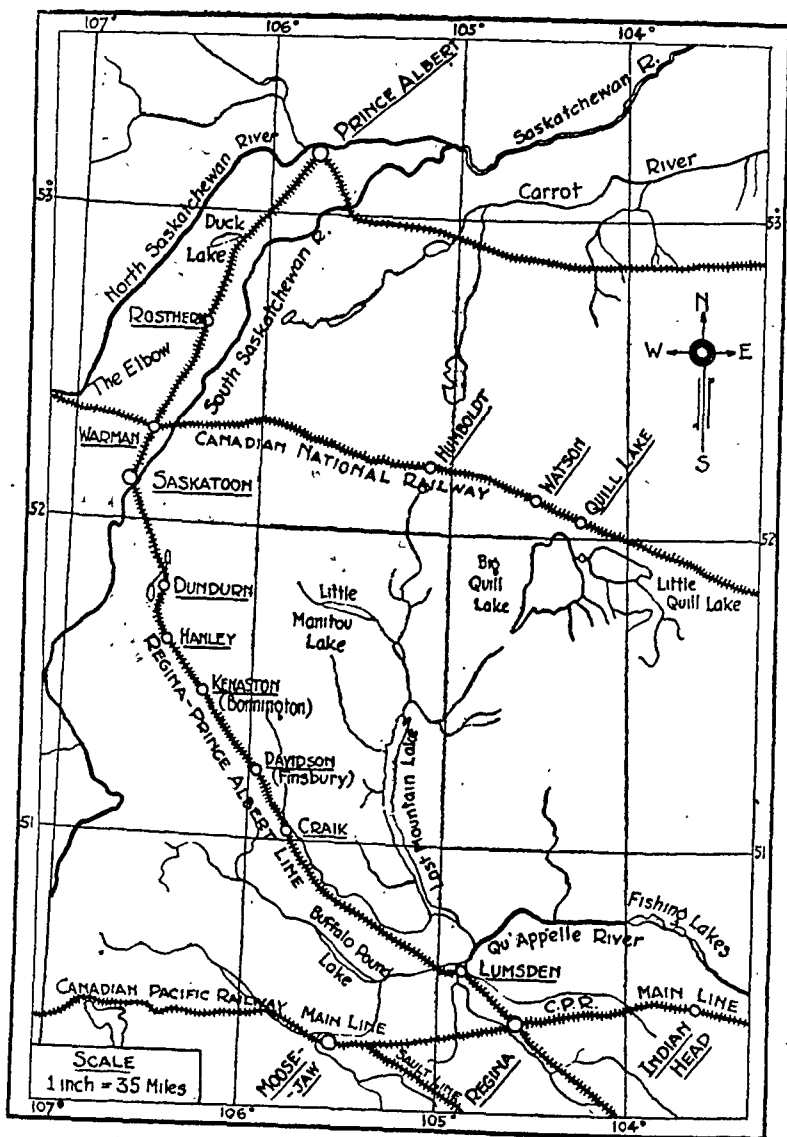 107°
106°
105°
104°
PRINCE ALBERT
Saskatchewan R.
North Saskatchewan River
Carrot River
53°
53°
Duck
Lake
South Saskatchewan R.
ROSTHERN
N
W E
S
The Elbow
WARMAN
CANADIAN NATIONAL RAILWAY
HUMBOLDT
WATSON
QUILL LAKE
SASKATOON
52
52
Big
Quill
Lake
Little
Quill Lake
DUNDURN
Little
Manitou
Lake
HANLEY
KENASTON
(Bonnington)
REGINA-PRINCE ALBERT LINE
DAVIDSON
(Finsbury)
Last Mountain Lake
CRAIK
51
51
Fishing Lakes
Buffalo Pound
Lake
Qu'Appelle River
LUMSDEN
CANADIAN PACIFIC RAILWAY
MAIN LINE
C.P.R.
MAIN LINE
SAULT LINE
MOOSE-
-JAW
REGINA
INDIAN
HEAD
SCALE
1 inch = 35 Miles
107°
106°
105°
104°